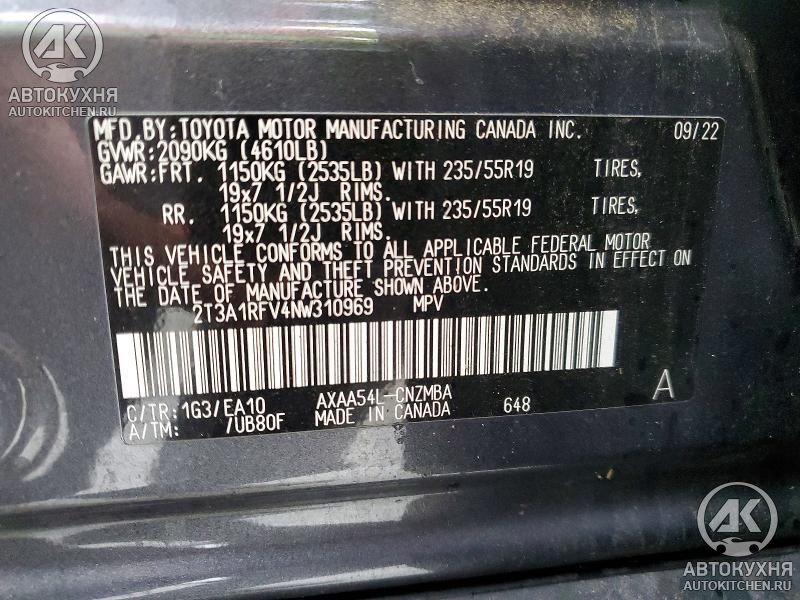 AK
АВТОКУХНЯ
AUTOKITCHEN.RU
MFD.BY:TOYOTA MOTOR MANUFACTURING CANADA INC. 09/22
GVWR:2090KG (4610LB)
GAWR:FRT. 1150KG (2535LB) WITH 235/55R19 TIRES,
19x7 1/2J RIMS.
RR. 1150KG (2535LB) WITH 235/55R19 TIRES,
19x7 1/2J RIMS.
THIS VEHICLE CONFORMS TO ALL APPLICABLE FEDERAL MOTOR
VEHICLE SAFETY AND THEFT PREVENTION STANDARDS IN EFFECT ON
THE DATE OF MANUFACTURE SHOWN ABOVE.
2T3A1RFV4NW310969 MPV
C/TR:1G3/EA10 AXAA54L-CNZMBA A
A/TM: /UB80F MADE IN CANADA 648
AK
АВТОКУХНЯ
AUTOKITCHEN.RU